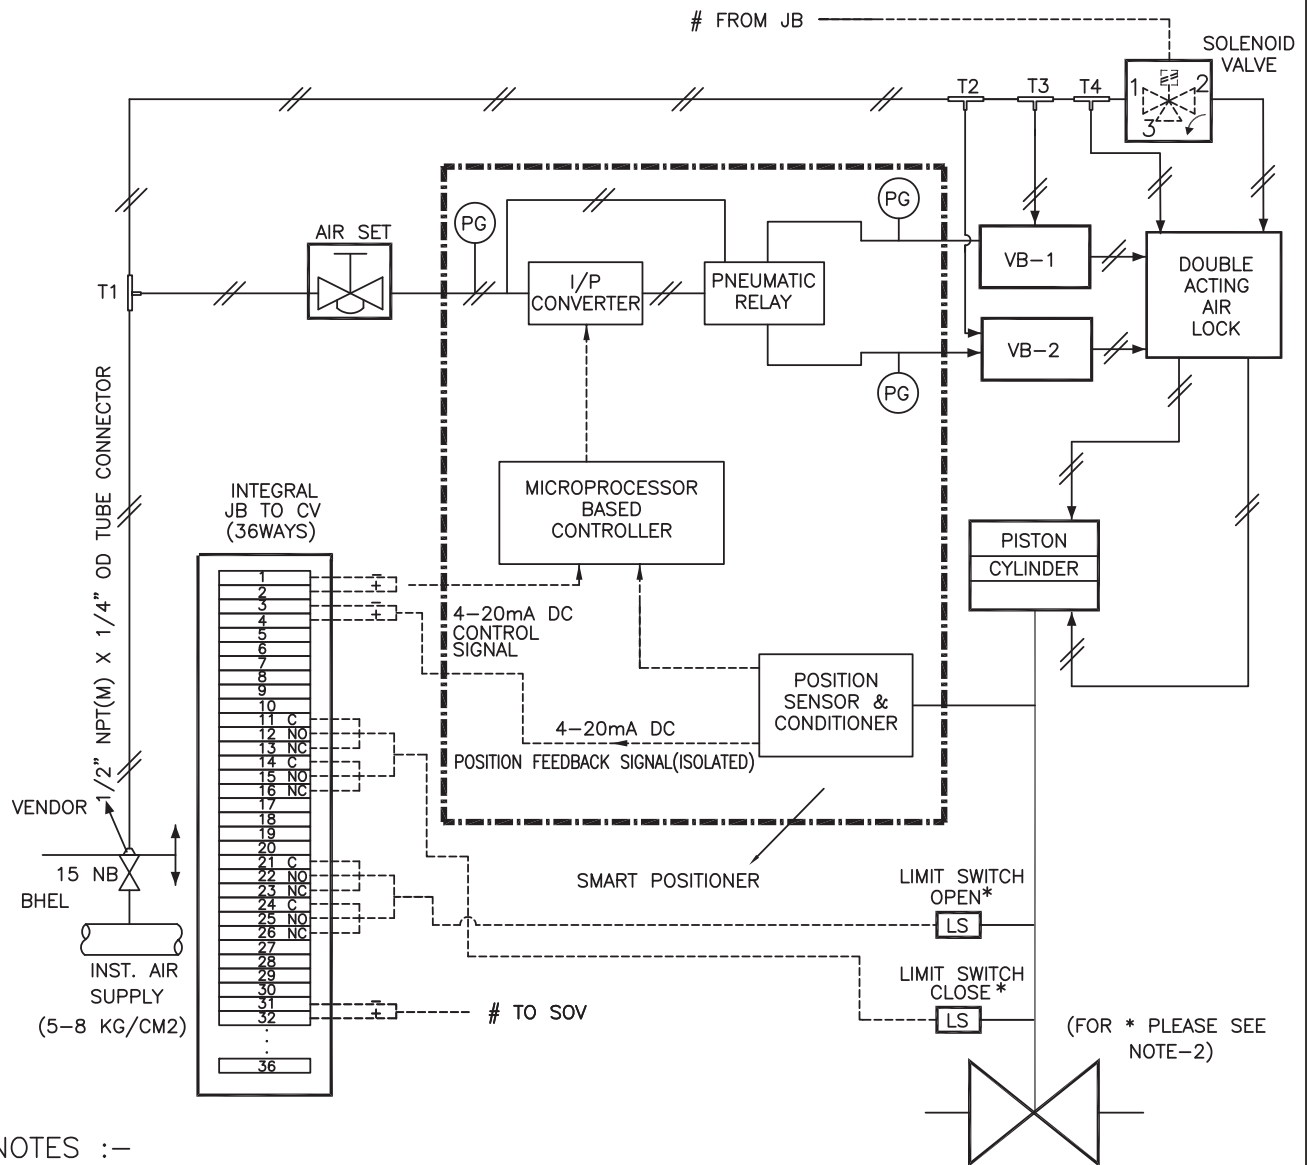 # FROM JB
SOLENOID
VALVE
T2
T3
T4
1
2
3
AIR SET
PG
PG
T1
I/P
CONVERTER
PNEUMATIC
RELAY
VB-1
VB-2
DOUBLE
ACTING
AIR
LOCK
PG
1/2" NPT(M) X 1/4" OD TUBE CONNECTOR
INTEGRAL
JB TO CV
(36WAYS)
MICROPROCESSOR
BASED
CONTROLLER
PISTON
CYLINDER
1 -
2 +
3 -
4 +
5
6
7
8
9
10
11 C
12 NO
13 NC
14 C
15 NO
16 NC
17
18
19
20
21 C
22 NO
23 NC
24 C
25 NO
26 NC
27
28
29
30
31 -
32 +
36
4-20mA DC
CONTROL
SIGNAL
POSITION
SENSOR &
CONDITIONER
4-20mA DC
POSITION FEEDBACK SIGNAL(ISOLATED)
VENDOR
15 NB
BHEL
INST. AIR
SUPPLY
(5-8 KG/CM2)
SMART POSITIONER
LIMIT SWITCH
OPEN*
LS
LIMIT SWITCH
CLOSE*
LS
# TO SOV
(FOR * PLEASE SEE
NOTE-2)
NOTES :-